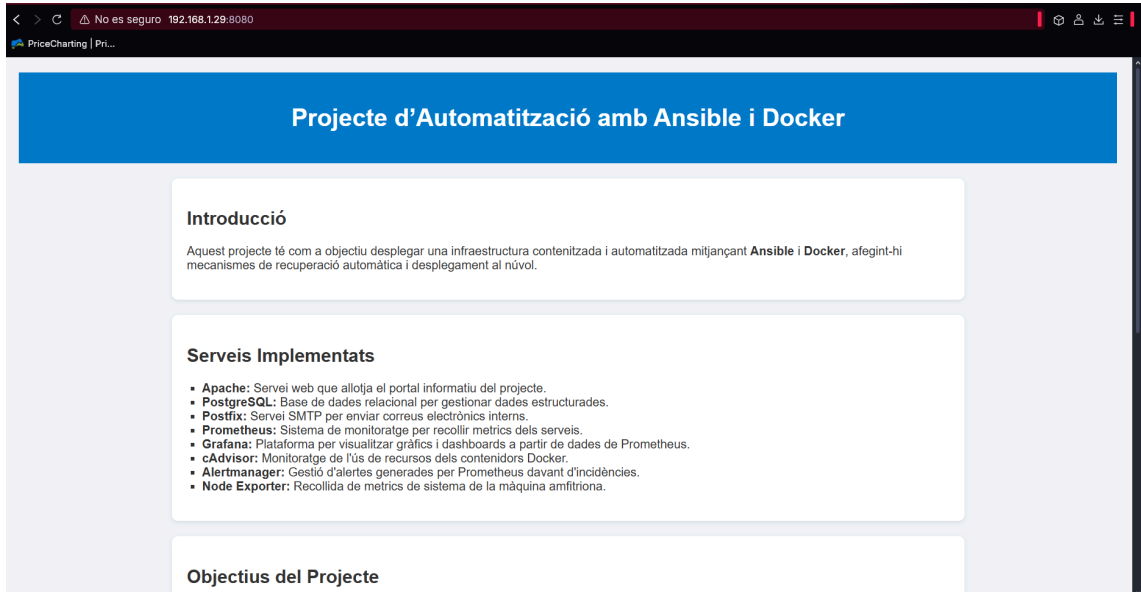 No es seguro 192.168.1.29:8080
PriceCharting | Pri...
Projecte d’Automatització amb Ansible i Docker
Introducció
Aquest projecte té com a objectiu desplegar una infraestructura contenitzada i automatitzada mitjançant Ansible i Docker, afegint-hi
mecanismes de recuperació automàtica i desplegament al núvol.
Serveis Implementats
Apache: Servei web que allotja el portal informatiu del projecte.
PostgreSQL: Base de dades relacional per gestionar dades estructurades.
Postfix: Servei SMTP per enviar correus electrònics interns.
Prometheus: Sistema de monitoratge per recollir metrics dels serveis.
Grafana: Plataforma per visualitzar gràfics i dashboards a partir de dades de Prometheus.
cAdvisor: Monitoratge de l'ús de recursos dels contenidors Docker.
Alertmanager: Gestió d'alertes generades per Prometheus davant d'incidències.
Node Exporter: Recollida de metrics de sistema de la màquina amfitriona.
Objectius del Projecte